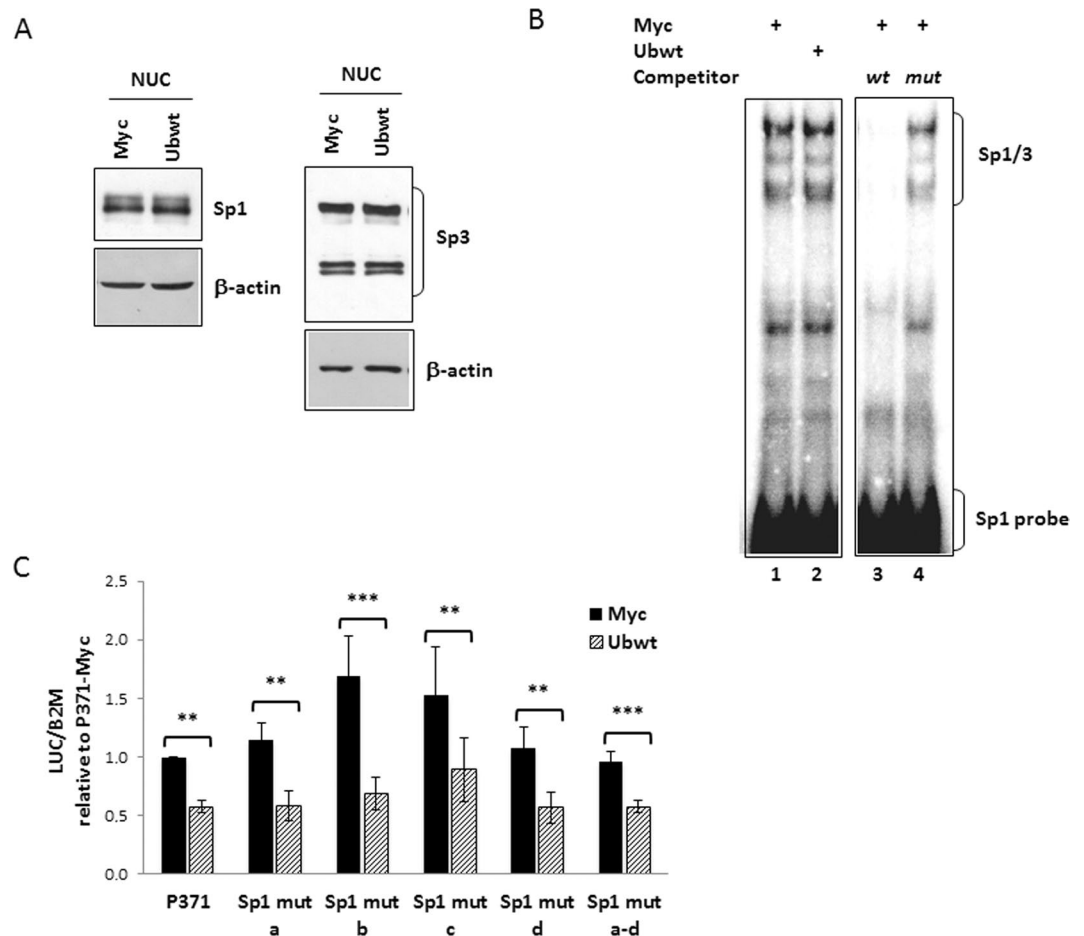 A
NUC
Myc
Ubwt
Sp1
β-actin
NUC
Myc
Ubwt
Sp3
β-actin
B
Myc + + +
Ubwt +
Competitor wt mut
Sp1/3
Sp1 probe
1 2 3 4
C
LUC/B2M
relative to P371-Myc
2.5
2.0
1.5
1.0
0.5
0.0
** ** *** ** ** ***
Myc
Ubwt
P371
Sp1 mut a
Sp1 mut b
Sp1 mut c
Sp1 mut d
Sp1 mut a-d